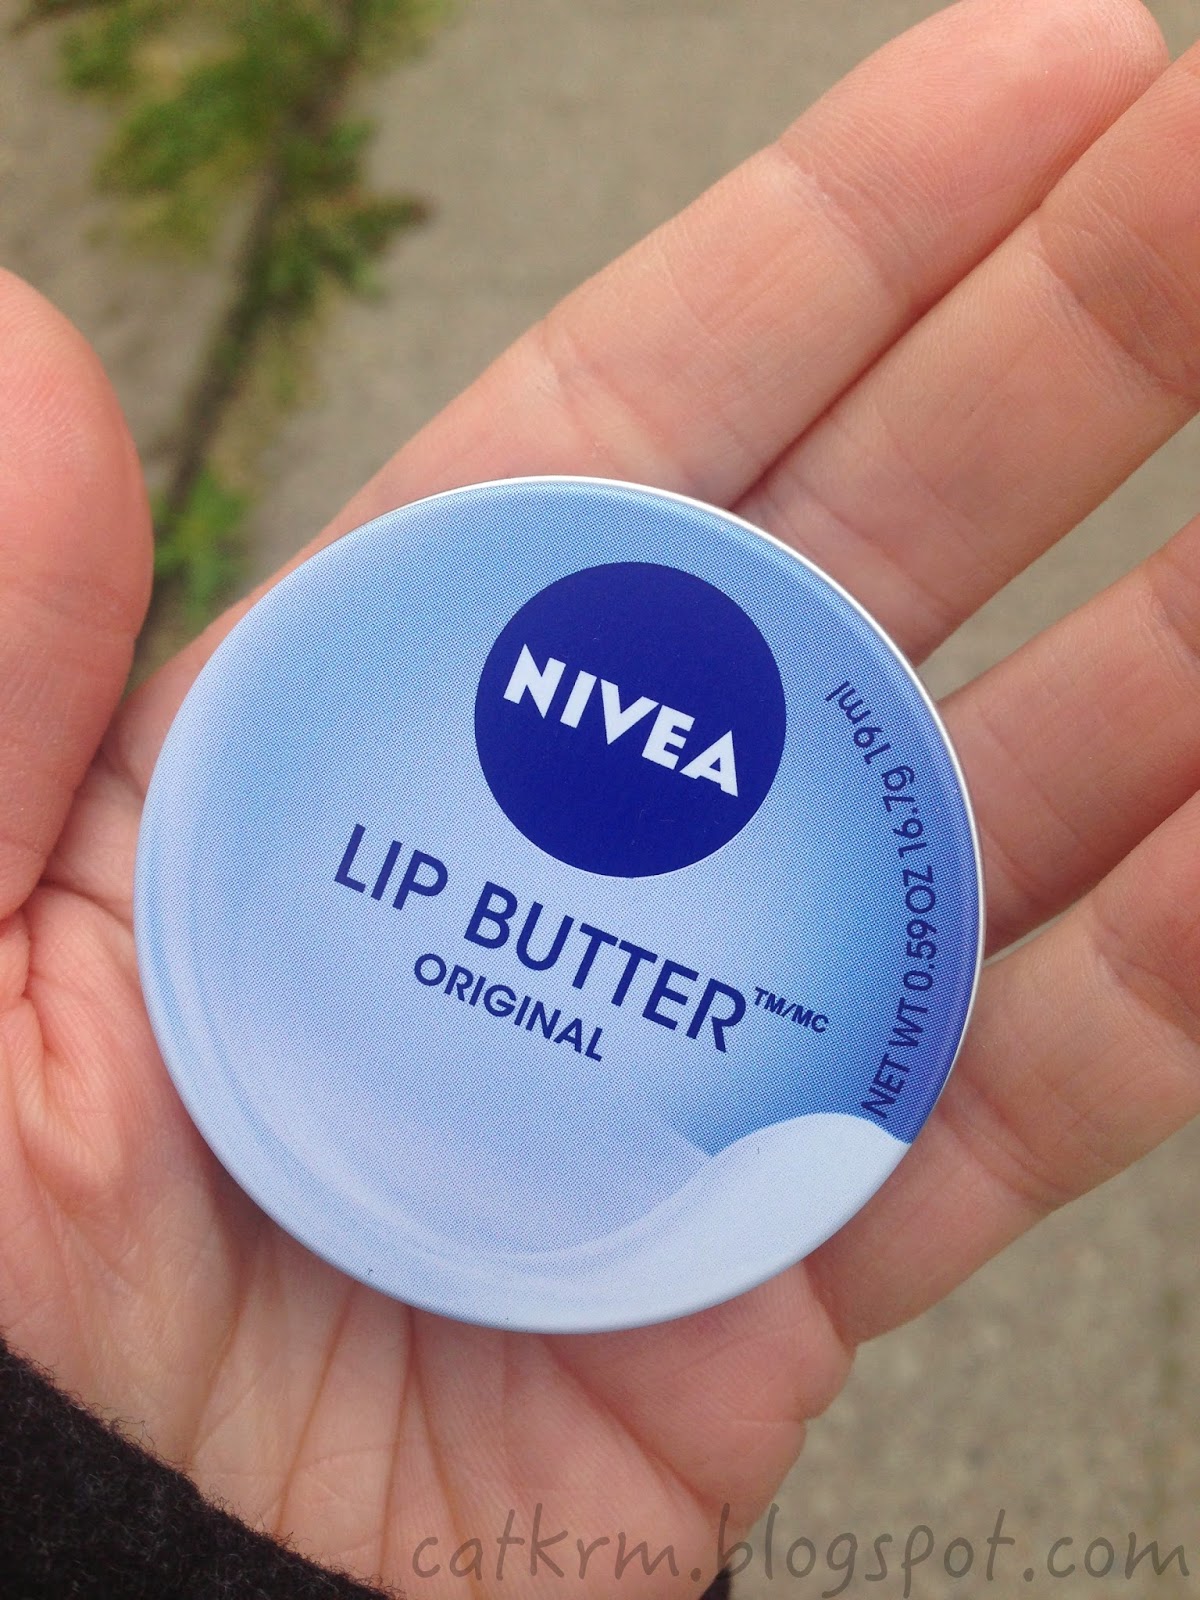 NIVEA
LIP BUTTER™/MC
ORIGINAL
NET WT 0.59OZ 16.7g 19ml
catkrm.blogspot.com